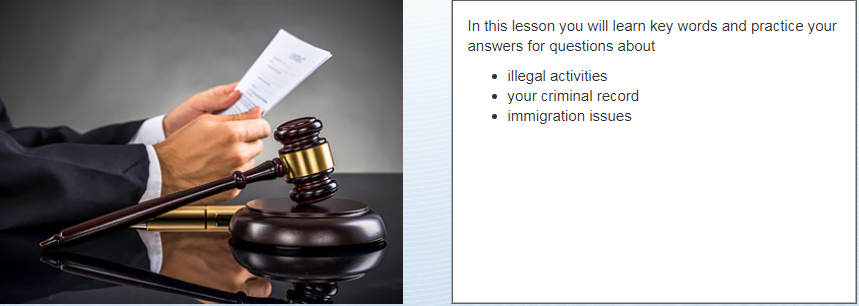 In this lesson you will learn key words and practice your
answers for questions about
• illegal activities
• your criminal record
• immigration issues